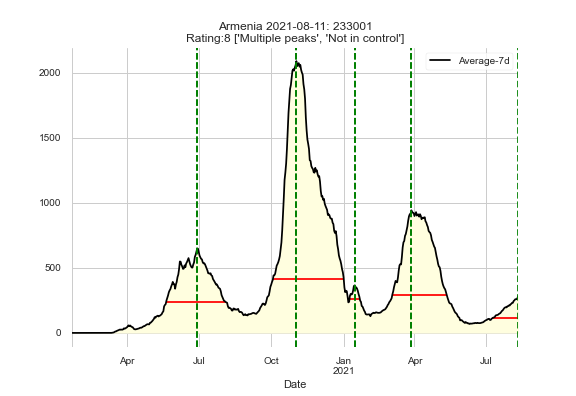 Armenia 2021-08-11: 233001
Rating:8 ['Multiple peaks', 'Not in control']
Average-7d
2000
1500
1000
500
0
Apr
Jul
Oct
Jan
2021
Apr
Jul
Date